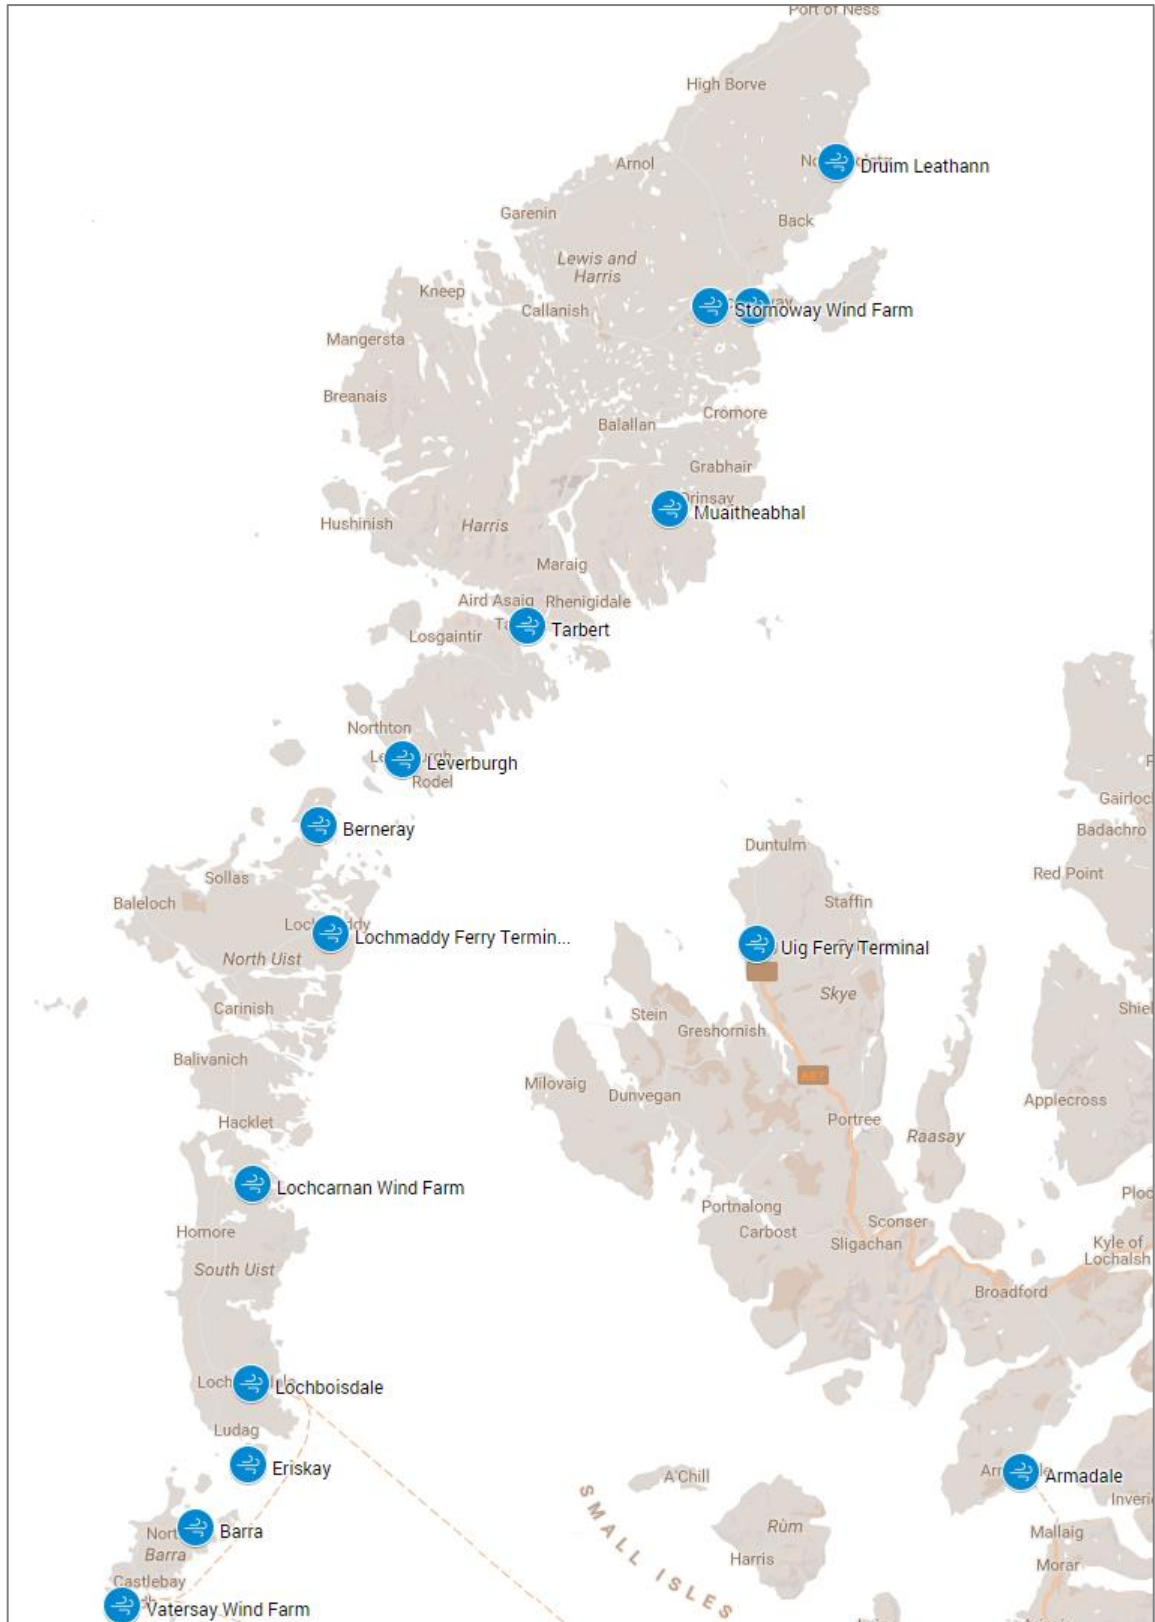 Port of Ness
High Borve
Arnol
Druim Leathann
Garenin
Back
Lewis and
Harris
Kneep
Callanish
Stornoway Wind Farm
Mangersta
Breanais
Cromore
Balallan
Grabhair
Orinsay
Muaitheabhal
Hushinish
Harris
Maraig
Aird Asaig
Rhenigidale
Tarbert
Losgaintir
Northton
Leverburgh
Rodel
Gairloc
Berneray
Badachro
Duntulm
Red Point
Sollas
Baleloch
Staffin
Lochmaddy Ferry Termin...
Uig Ferry Terminal
North Uist
Skye
Carinish
Stein
Shiel
Greshornish
Balivanich
A87
Milovaig
Dunvegan
Applecross
Hacklet
Portree
Raasay
Lochcarnan Wind Farm
Ploc
Portnalong
Homore
Carbost
Sconser
Sligachan
Kyle of
Lochalsh
South Uist
Broadford
Lochboisdale
Ludag
Eriskay
A'Chill
Armadale
SMALL ISLES
Inveri
Barra
North
Barra
Rùm
Mallaig
Harris
Morar
Castlebay
Vatersay Wind Farm